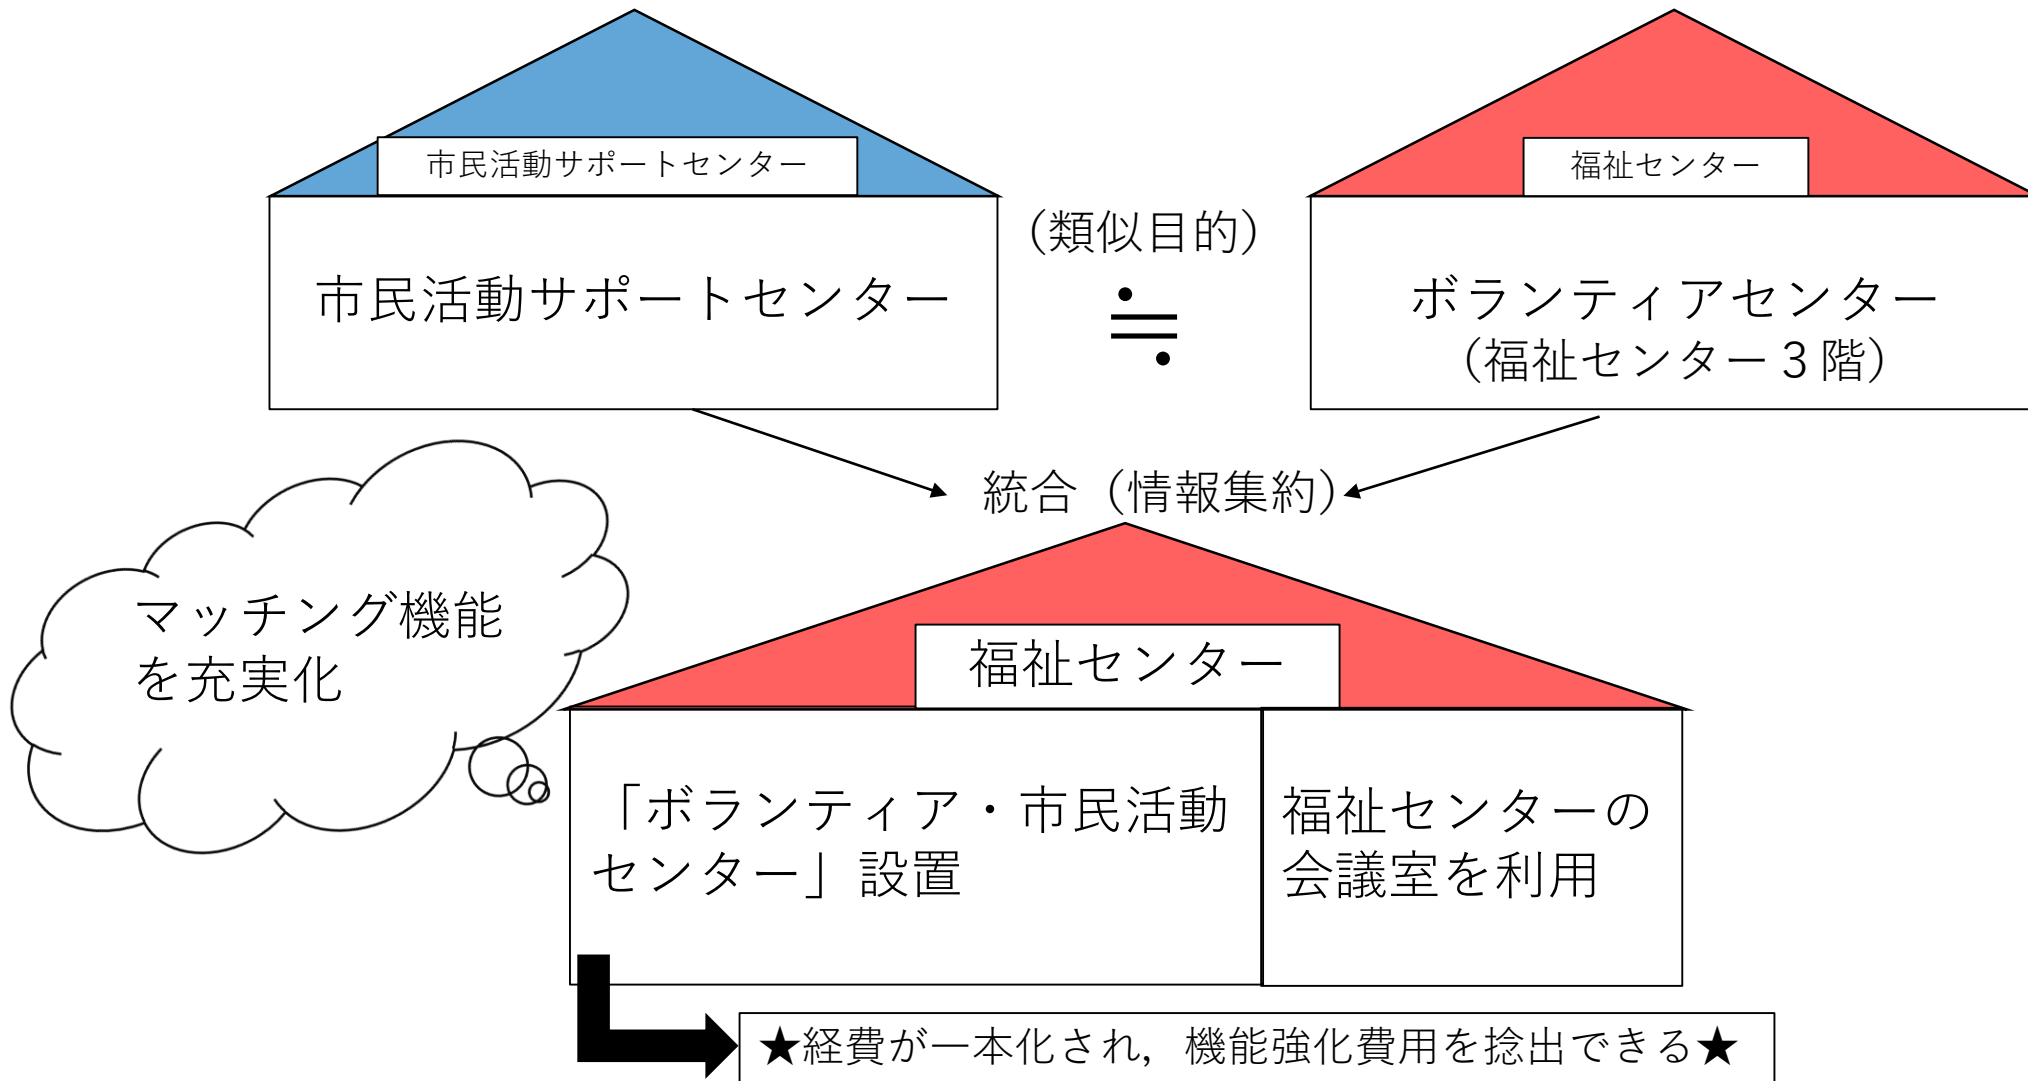 市民活動サポートセンター
福祉センター
市民活動サポートセンター
（類似目的）
≒
ボランティアセンター
（福祉センター３階）
統合（情報集約）
マッチング機能
を充実化
福祉センター
「ボランティア・市民活動
センター」設置
福祉センターの
会議室を利用
★経費が一本化され，機能強化費用を捻出できる★